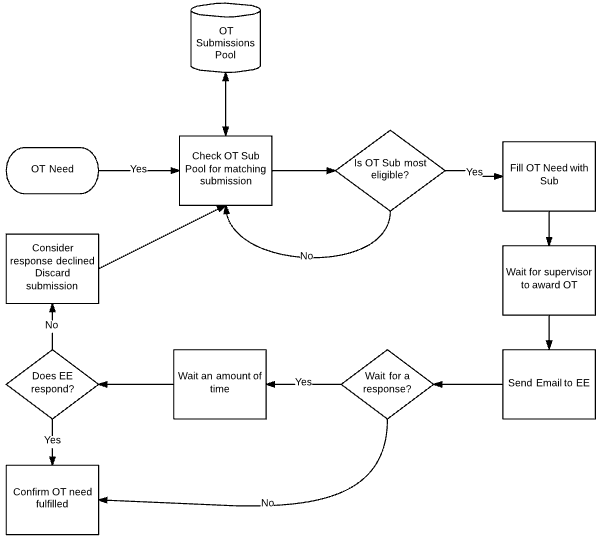 OT
Submissions
Pool
OT Need
Yes
Check OT Sub
Pool for matching
submission
Is OT Sub most
eligible?
Yes
Fill OT Need with
Sub
No
Consider
response declined
Discard
submission
Wait for supervisor
to award OT
No
Does EE
respond?
Wait an amount of
time
Yes
Wait for a
response?
Send Email to EE
Yes
Confirm OT need
fulfilled
No